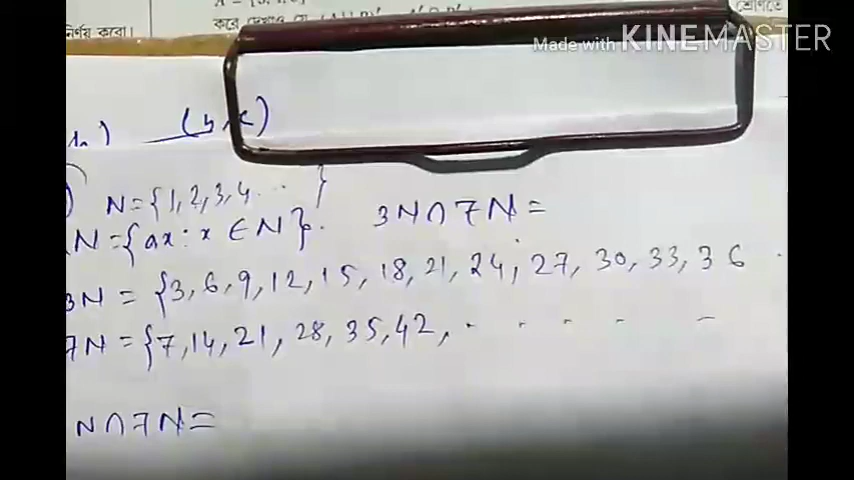 নির্ণয় করো।
শ্রেণিতে
Made with KINEMASTER
N = {1, 2, 3, 4 ... }
N = {ax : x ∈ N}. 3N∩7N =
3N = {3, 6, 9, 12, 15, 18, 21, 24, 27, 30, 33, 36 .
7N = {7, 14, 21, 28, 35, 42, . . . . –
N∩7N =